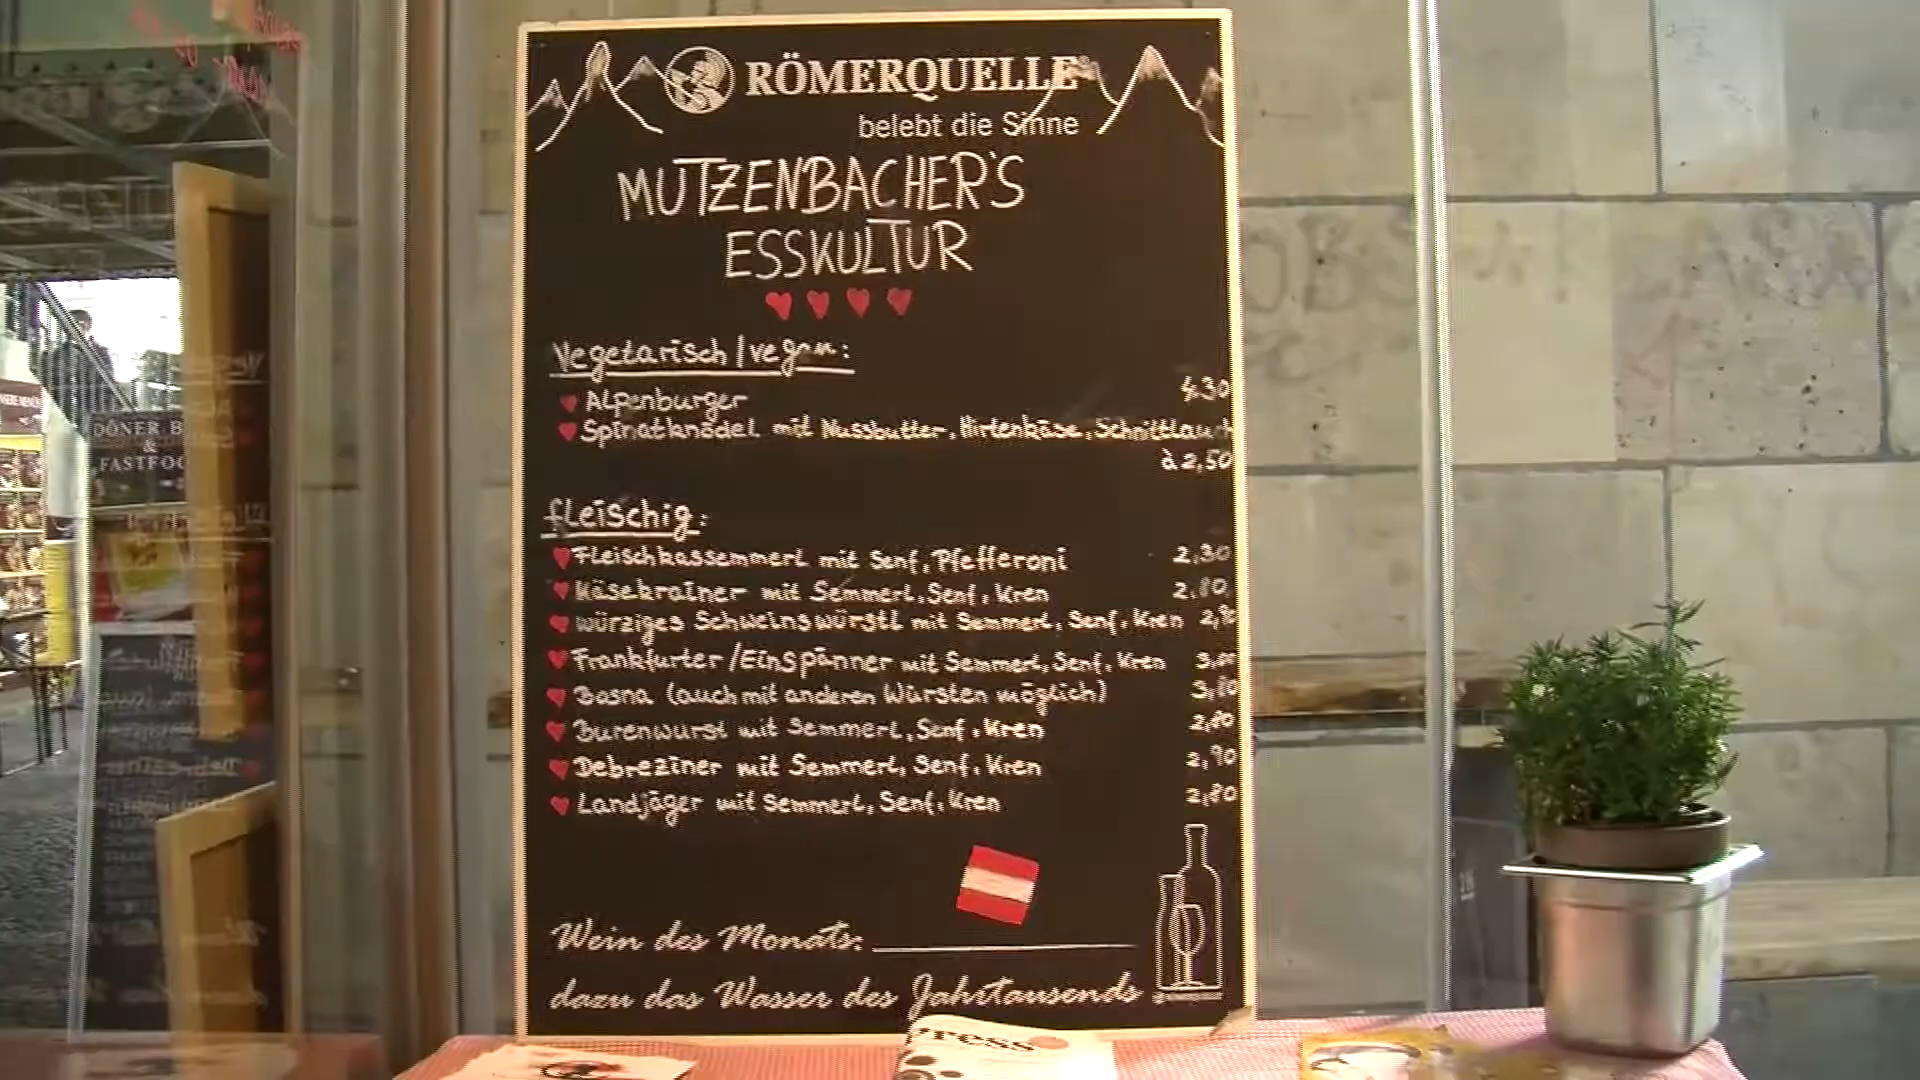 RÖMERQUELLE
belebt die Sinne
MUTZENBACHER'S
ESSKULTUR
Vegetarisch/vegan:
Alpenburger 4.30
Spinatknödel mit Nussbutter, Hirtenkäse, Schnittlauch
à 2,50
fleischig:
Fleischkassemmerl mit Senf, Pfefferoni 2,30
Käsekrainer mit Semmerl, Senf, Kren 2.80
würziges Schweinswürstl mit Semmerl, Senf, Kren
Frankfurter/Einspänner mit Semmerl, Senf, Kren
Bosna (auch mit anderen Würsten möglich)
Burenwurst mit Semmerl, Senf, Kren 2,80
Debreziner mit Semmerl, Senf, Kren 2,90
Landjäger mit Semmerl, Senf, Kren 2,80
Wein des Monats:
dazu das Wasser des Jahrtausends
DÖNER
&
ress